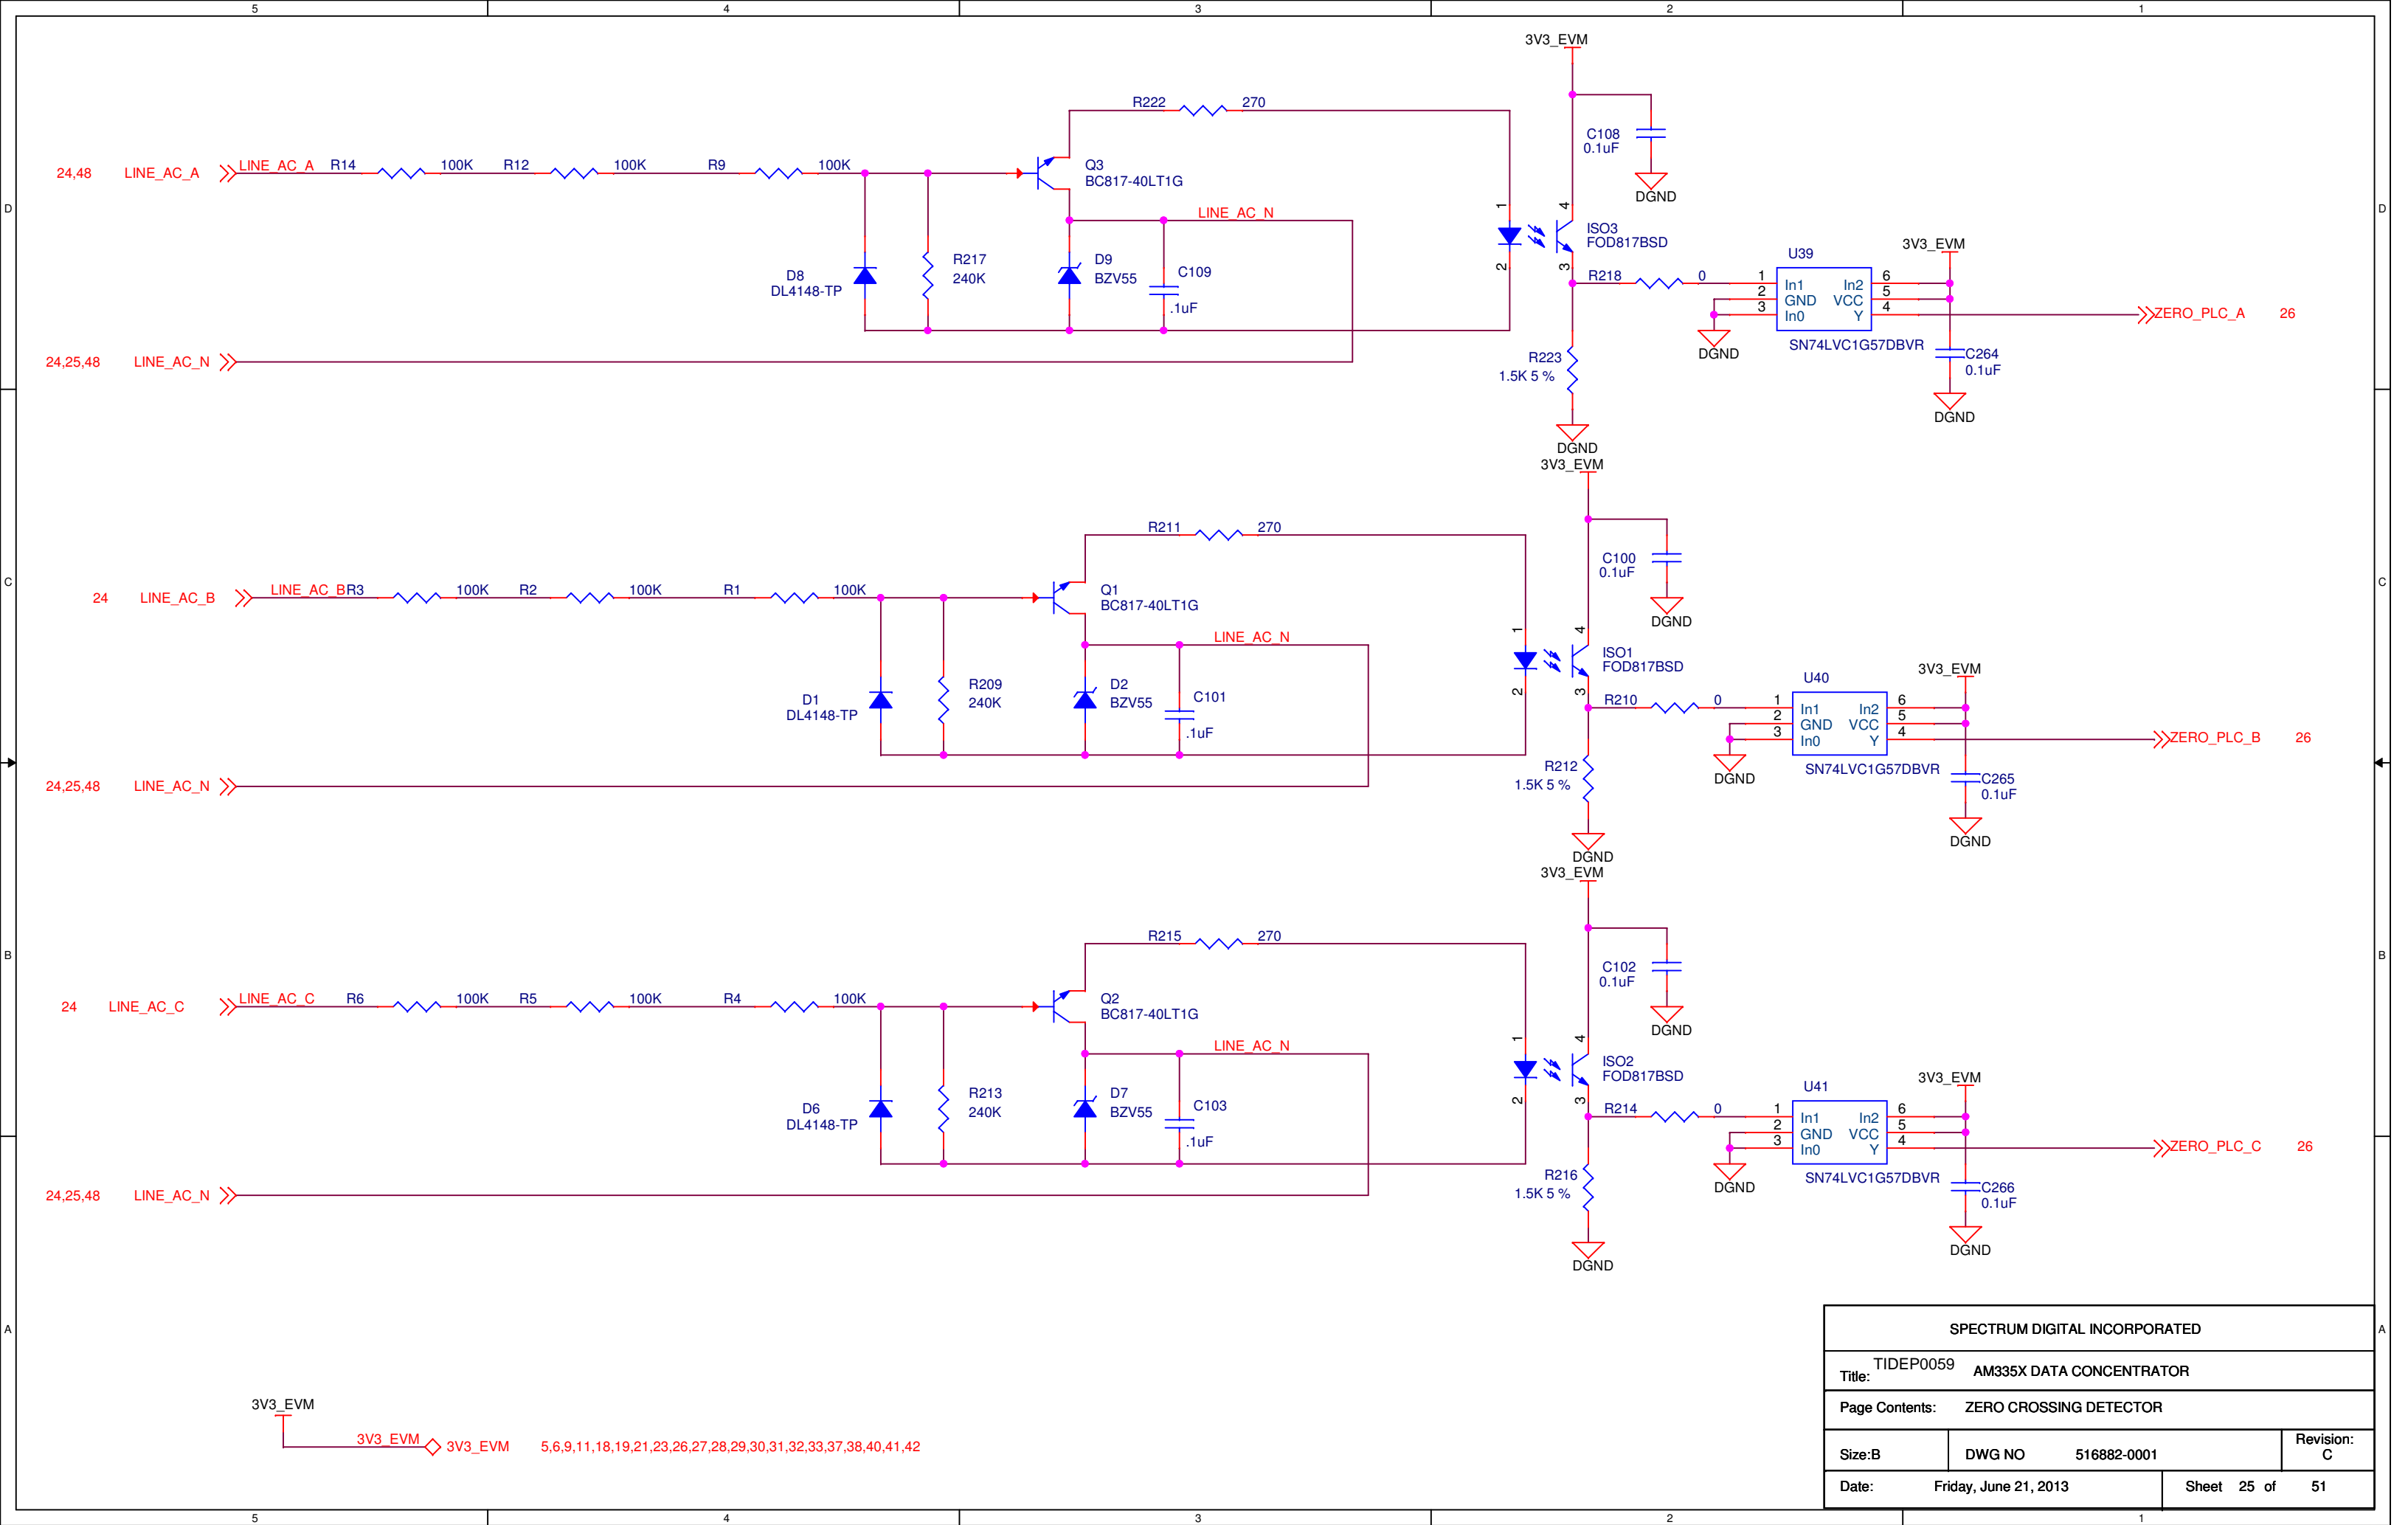 5 4 3 2 1
3V3_EVM
R222 270
C108
0.1uF
DGND
24,48 LINE_AC_A LINE_AC_A R14 100K R12 100K R9 100K
Q3
BC817-40LT1G
D D
LINE_AC_N
1 4
ISO3
FOD817BSD
2 3
D8
DL4148-TP
R217
240K
D9
BZV55
C109
.1uF
R218 0
U39
1 In1 In2 6
2 GND VCC 5
3 In0 Y 4
SN74LVC1G57DBVR
3V3_EVM
DGND
ZERO_PLC_A 26
C264
0.1uF
DGND
24,25,48 LINE_AC_N
R223
1.5K 5 %
DGND
3V3_EVM
R211 270
C100
0.1uF
DGND
C C
24 LINE_AC_B LINE_AC_B R3 100K R2 100K R1 100K
Q1
BC817-40LT1G
LINE_AC_N
1 4
ISO1
FOD817BSD
2 3
D1
DL4148-TP
R209
240K
D2
BZV55
C101
.1uF
R210 0
U40
1 In1 In2 6
2 GND VCC 5
3 In0 Y 4
SN74LVC1G57DBVR
3V3_EVM
DGND
ZERO_PLC_B 26
C265
0.1uF
DGND
24,25,48 LINE_AC_N
R212
1.5K 5 %
DGND
3V3_EVM
R215 270
B B
C102
0.1uF
DGND
24 LINE_AC_C LINE_AC_C R6 100K R5 100K R4 100K
Q2
BC817-40LT1G
LINE_AC_N
1 4
ISO2
FOD817BSD
2 3
D6
DL4148-TP
R213
240K
D7
BZV55
C103
.1uF
R214 0
U41
1 In1 In2 6
2 GND VCC 5
3 In0 Y 4
SN74LVC1G57DBVR
3V3_EVM
DGND
ZERO_PLC_C 26
C266
0.1uF
DGND
24,25,48 LINE_AC_N
R216
1.5K 5 %
DGND
A A
3V3_EVM
3V3_EVM 3V3_EVM 5,6,9,11,18,19,21,23,26,27,28,29,30,31,32,33,37,38,40,41,42
SPECTRUM DIGITAL INCORPORATED
Title: TIDEP0059 AM335X DATA CONCENTRATOR
Page Contents: ZERO CROSSING DETECTOR
Size:B DWG NO 516882-0001 Revision: C
Date: Friday, June 21, 2013 Sheet 25 of 51
5 4 3 2 1